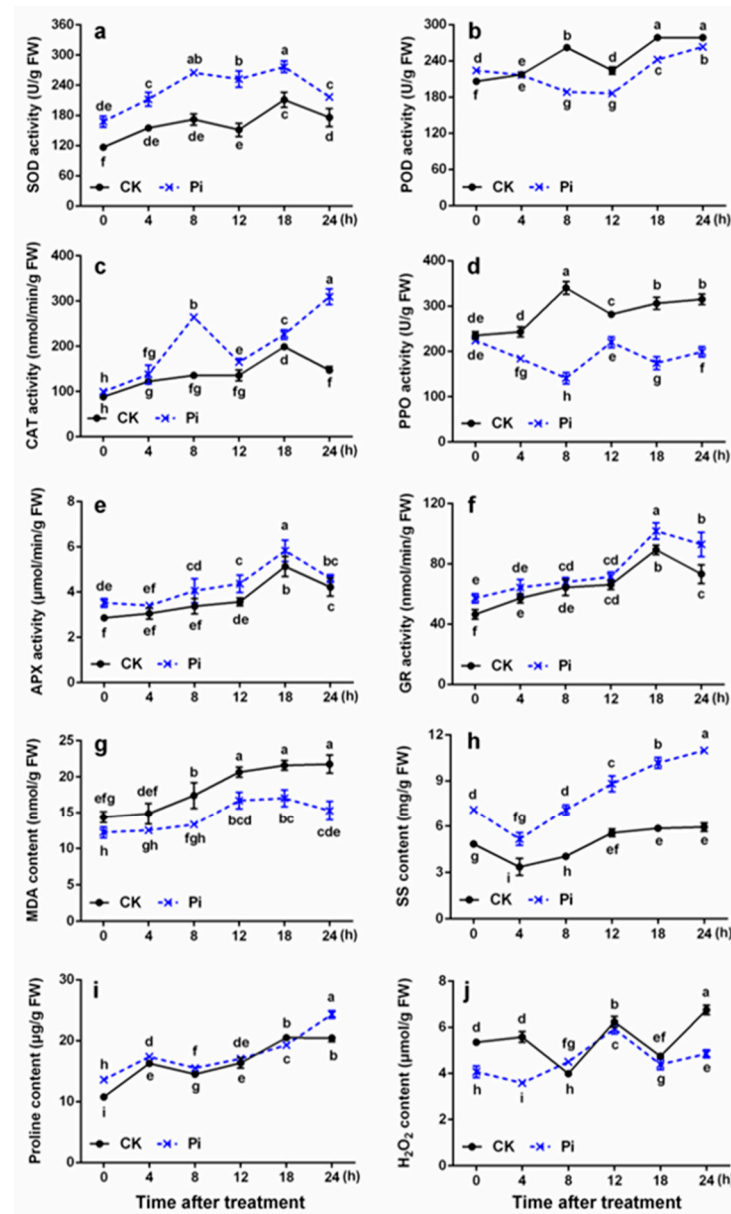 a
SOD activity (U/g FW)
300
240
180
120
60
0
de
c
ab
b
a
c
f
de
de
e
c
d
CK
Pi
0 4 8 12 18 24 (h)
b
POD activity (U/g FW)
300
240
180
120
60
0
d
e
b
d
a
a
f
e
g
g
c
b
CK
Pi
0 4 8 12 18 24 (h)
c
CAT activity (nmol/min/g FW)
400
300
200
100
0
h
fg
b
e
c
a
h
g
fg
fg
d
f
CK
Pi
0 4 8 12 18 24 (h)
d
PPO activity (U/g FW)
400
300
200
100
0
de
d
a
c
b
b
de
fg
h
e
g
f
CK
Pi
0 4 8 12 18 24 (h)
e
APX activity (μmol/min/g FW)
8
6
4
2
0
de
ef
cd
c
a
bc
f
ef
ef
de
b
c
CK
Pi
0 4 8 12 18 24 (h)
f
GR activity (nmol/min/g FW)
120
80
40
0
e
de
cd
cd
a
b
f
e
de
cd
b
c
CK
Pi
0 4 8 12 18 24 (h)
g
MDA content (nmol/g FW)
25
20
15
10
5
0
efg
def
b
a
a
a
h
gh
fgh
bcd
bc
cde
CK
Pi
0 4 8 12 18 24 (h)
h
SS content (mg/g FW)
12
9
6
3
0
d
fg
d
c
b
a
g
i
h
ef
e
e
CK
Pi
0 4 8 12 18 24 (h)
i
Proline content (μg/g FW)
30
20
10
0
h
d
f
de
b
a
i
e
g
e
c
b
CK
Pi
0 4 8 12 18 24 (h)
Time after treatment
j
H₂O₂ content (μmol/g FW)
8
6
4
2
0
d
d
fg
b
ef
a
h
i
h
c
g
e
CK
Pi
0 4 8 12 18 24 (h)
Time after treatment